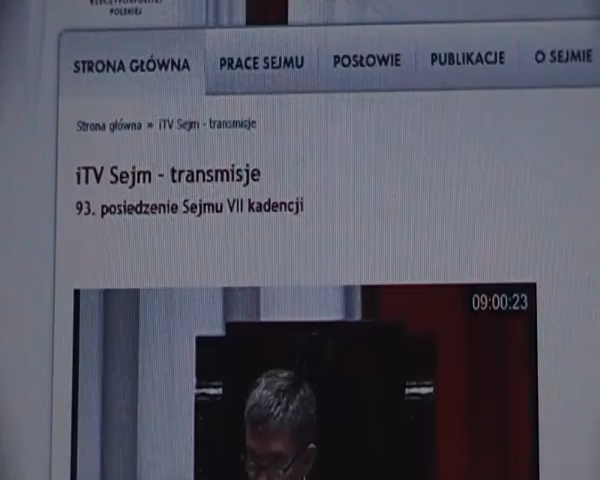 POLSKIEJ
STRONA GŁÓWNA PRACE SEJMU POSŁOWIE PUBLIKACJE O SEJMIE
Strona główna » iTV Sejm - transmisje
iTV Sejm - transmisje
93. posiedzenie Sejmu VII kadencji
09:00:23